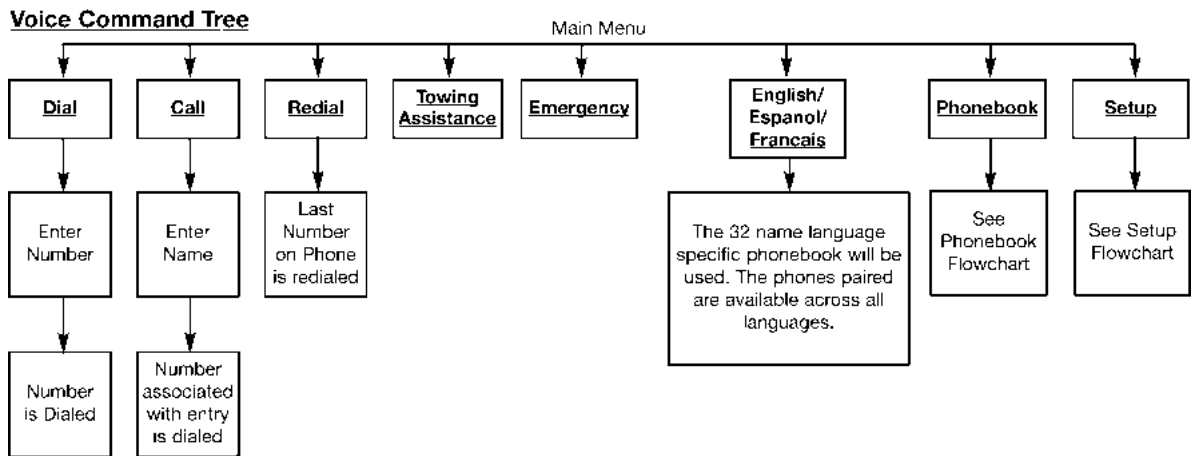 Voice Command Tree
Main Menu
Dial
Call
Redial
Towing
Assistance
Emergency
English/
Espanol/
Francais
Phonebook
Setup
Enter
Number
Enter
Name
Last
Number
on Phone
is redialed
The 32 name language
specific phonebook will be
used. The phones paired
are available across all
languages.
See
Phonebook
Flowchart
See Setup
Flowchart
Number
is Dialed
Number
associated
with entry
is dialed